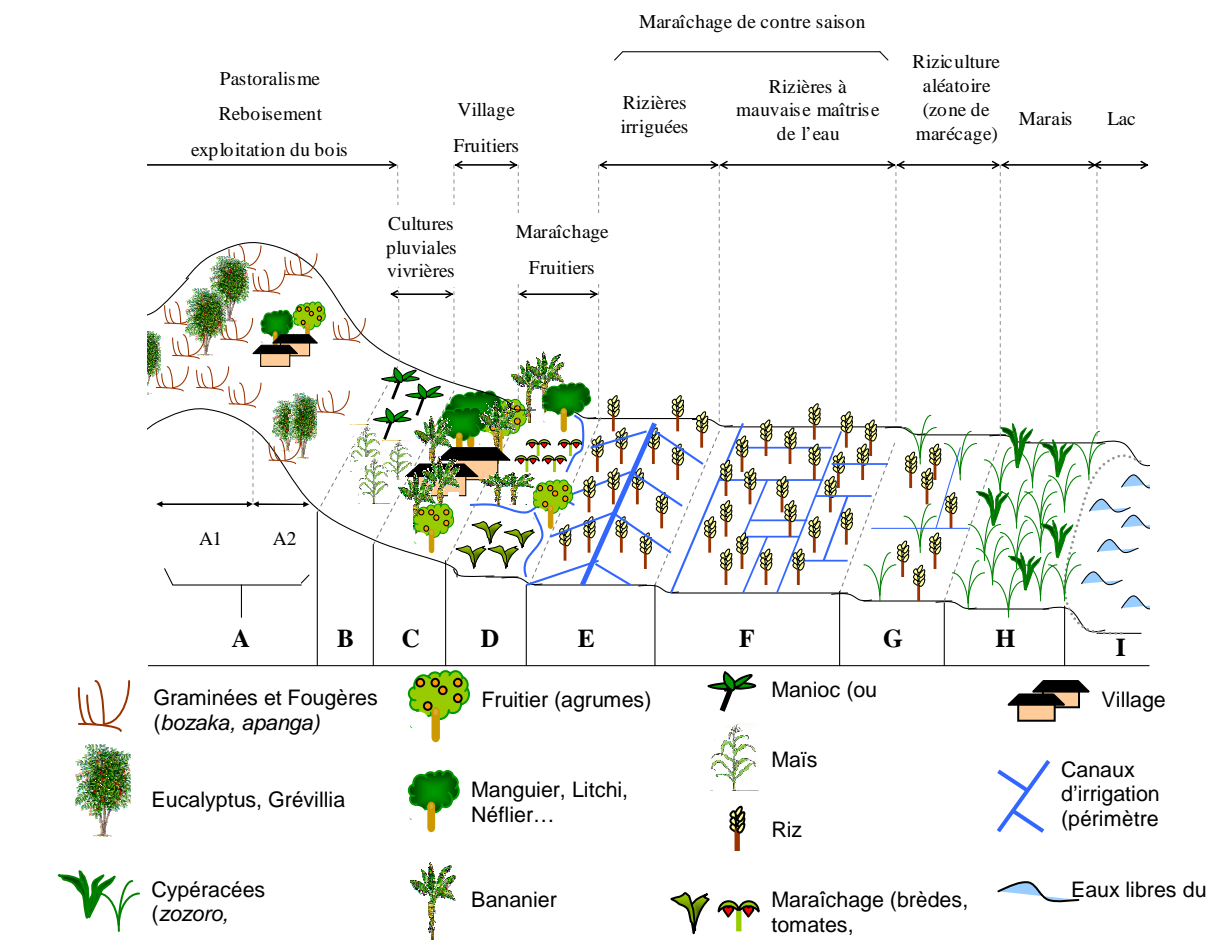 Maraîchage de contre saison
Pastoralisme
Reboisement
exploitation du bois
Village
Fruitiers
Rizières
irriguées
Rizières à
mauvaise maîtrise
de l'eau
Riziculture
aléatoire
(zone de
marécage)
Marais
Lac
Cultures
pluviales
vivrières
Maraîchage
Fruitiers
A1
A2
A
B
C
D
E
F
G
H
I
Graminées et Fougères
(bozaka, apanga)
Eucalyptus, Grévillia
Cypéracées
(zozoro,
Fruitier (agrumes)
Manguier, Litchi,
Néflier…
Bananier
Manioc (ou
Maïs
Riz
Maraîchage (brèdes,
tomates,
Village
Canaux
d'irrigation
(périmètre
Eaux libres du